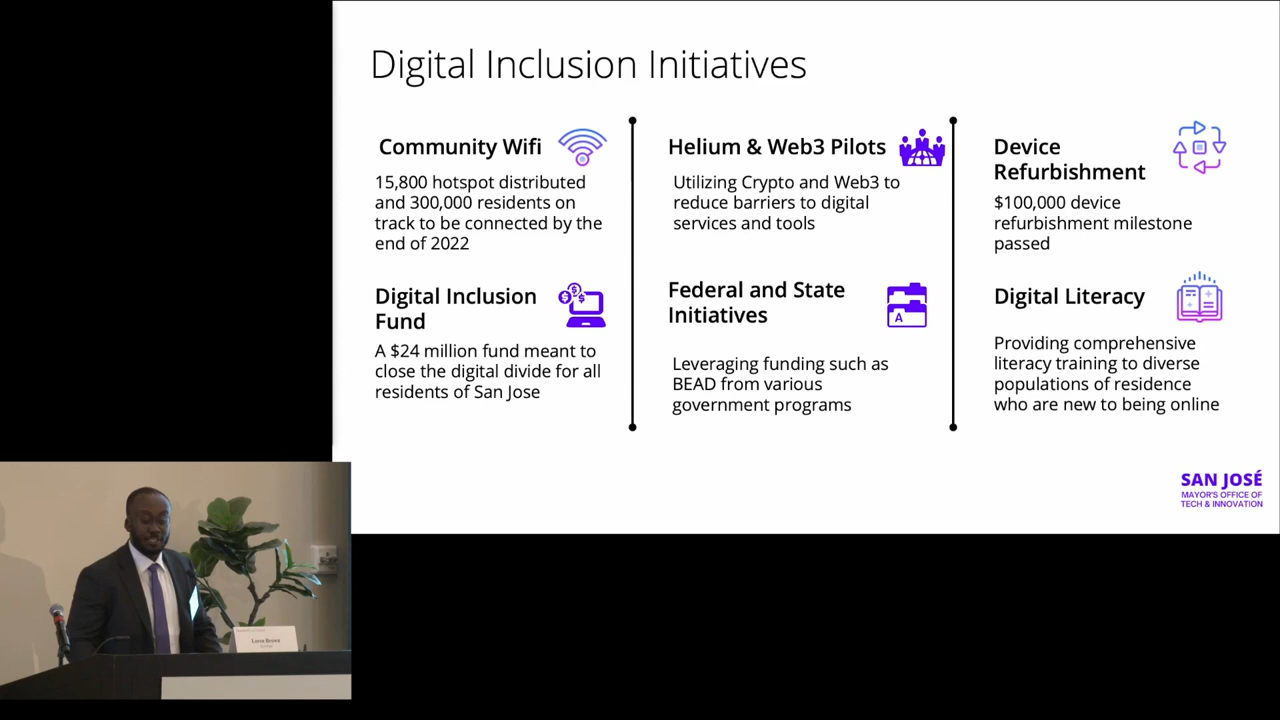 Digital Inclusion Initiatives
Community Wifi
15,800 hotspot distributed
and 300,000 residents on
track to be connected by the
end of 2022
Digital Inclusion
Fund
A $24 million fund meant to
close the digital divide for all
residents of San Jose
Helium & Web3 Pilots
Utilizing Crypto and Web3 to
reduce barriers to digital
services and tools
Federal and State
Initiatives
A
Leveraging funding such as
BEAD from various
government programs
Device
Refurbishment
$100,000 device
refurbishment milestone
passed
Digital Literacy
Providing comprehensive
literacy training to diverse
populations of residence
who are new to being online
SAN JOSÉ
MAYOR'S OFFICE OF
TECH & INNOVATION